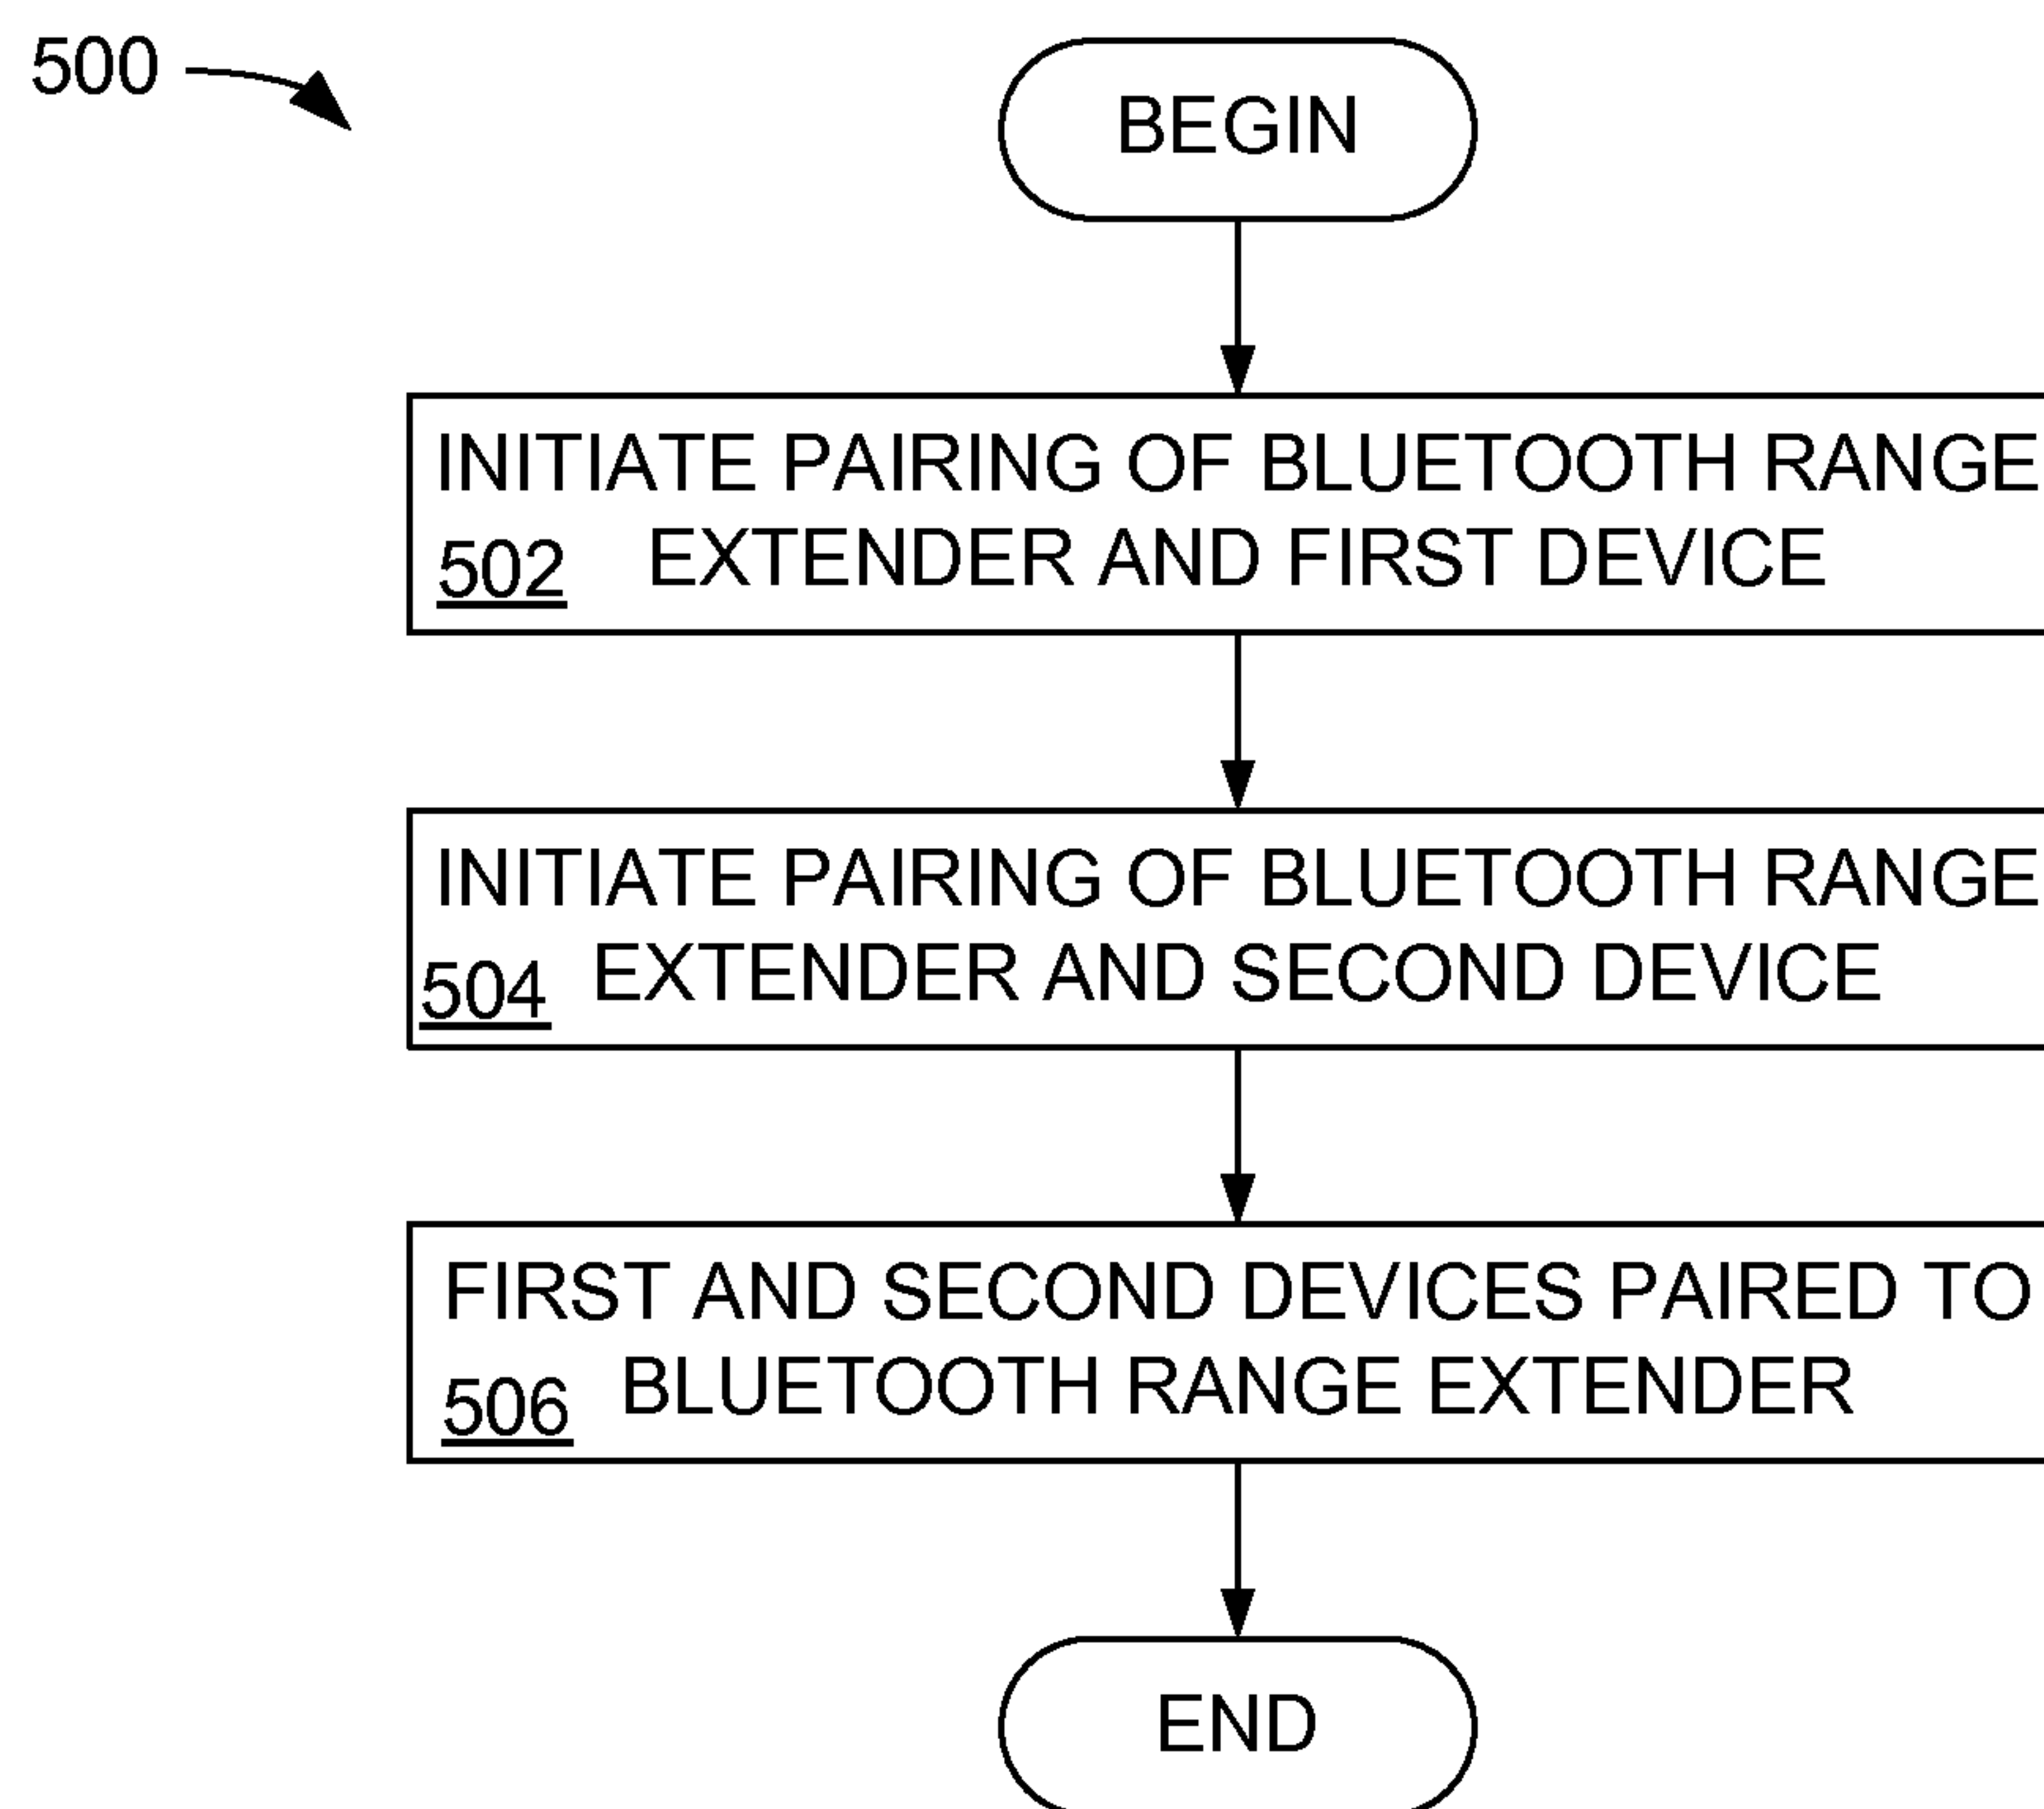 500
BEGIN
INITIATE PAIRING OF BLUETOOTH RANGE
502 EXTENDER AND FIRST DEVICE
INITIATE PAIRING OF BLUETOOTH RANGE
504 EXTENDER AND SECOND DEVICE
FIRST AND SECOND DEVICES PAIRED TO
506 BLUETOOTH RANGE EXTENDER
END